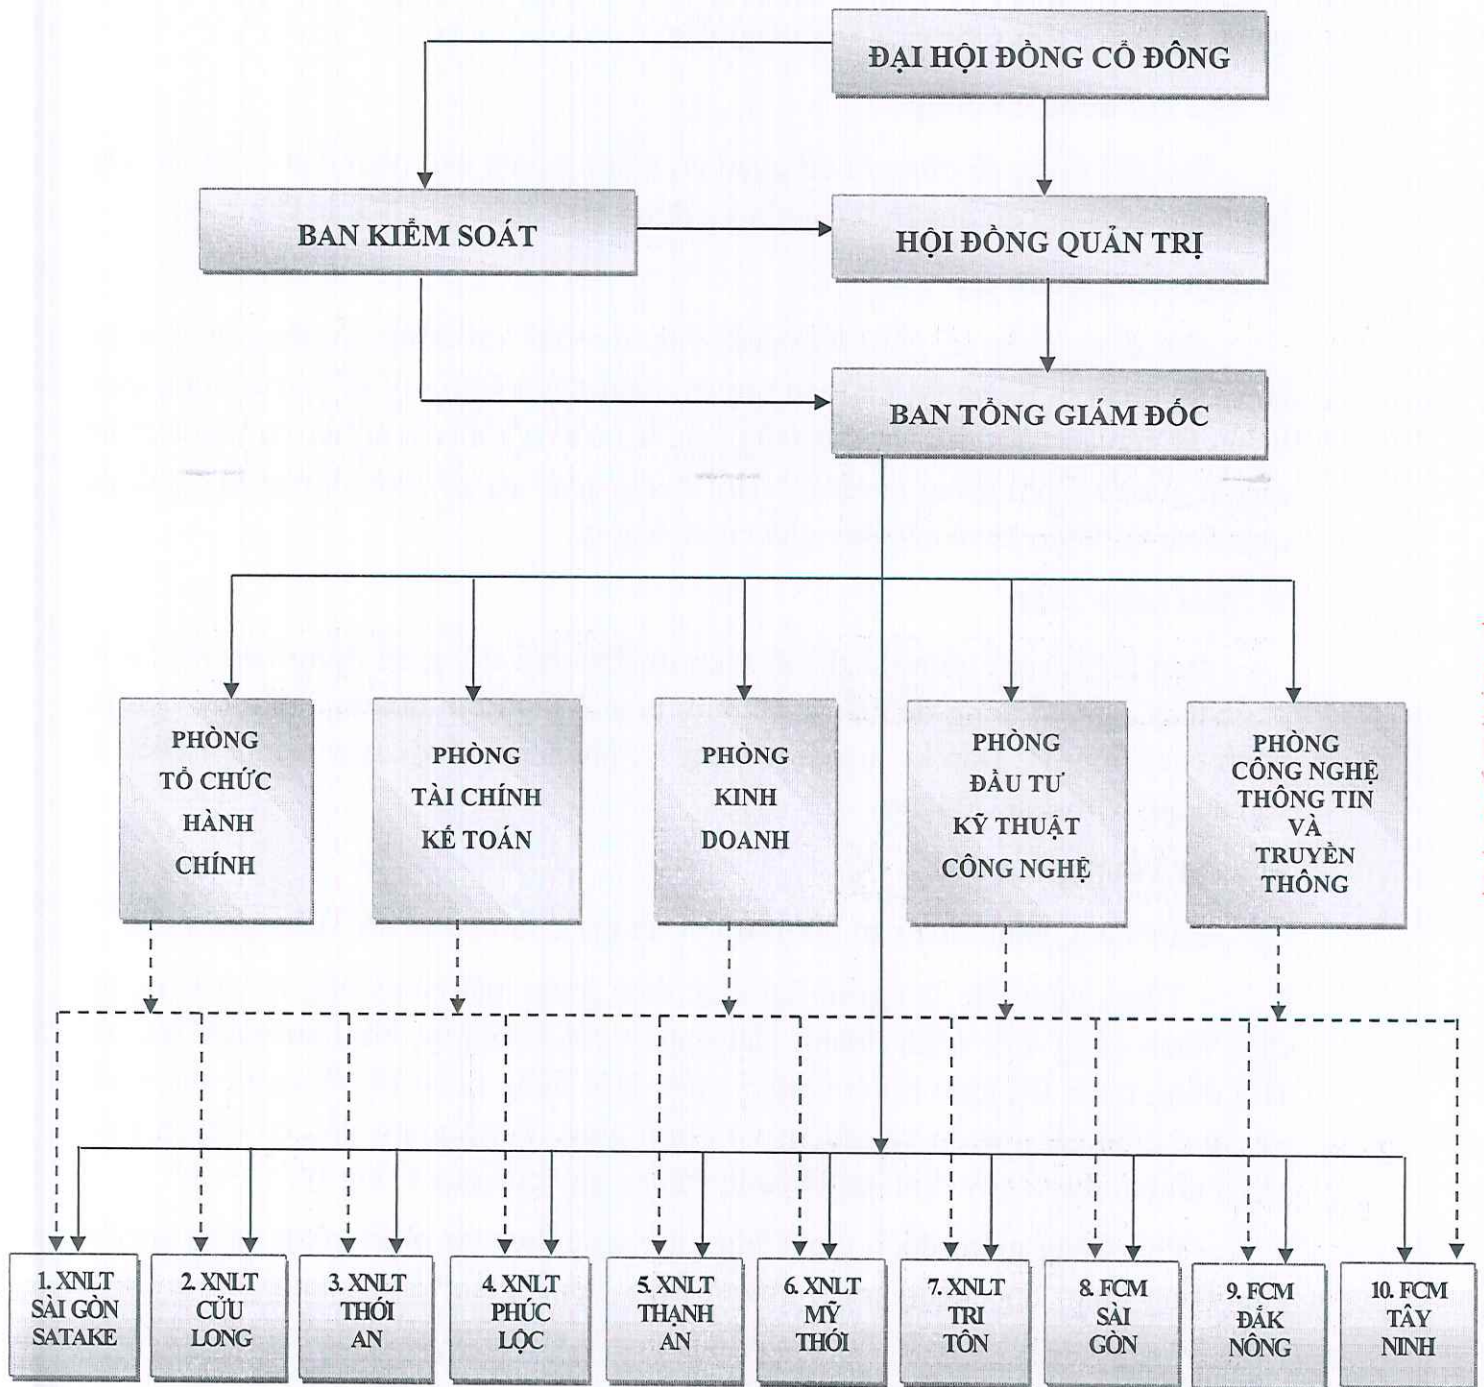 ĐẠI HỘI ĐỒNG CỔ ĐÔNG
BAN KIỂM SOÁT
HỘI ĐỒNG QUẢN TRỊ
BAN TỔNG GIÁM ĐỐC
PHÒNG
TỔ CHỨC
HÀNH
CHÍNH
PHÒNG
TÀI CHÍNH
KẾ TOÁN
PHÒNG
KINH
DOANH
PHÒNG
ĐẦU TƯ
KỸ THUẬT
CÔNG NGHỆ
PHÒNG
CÔNG NGHỆ
THÔNG TIN
VÀ
TRUYỀN
THÔNG
1. XNLT
SÀI GÒN
SATAKE
2. XNLT
CỬU
LONG
3. XNLT
THỚI
AN
4. XNLT
PHÚC
LỘC
5. XNLT
THẠNH
AN
6. XNLT
MỸ
THỚI
7. XNLT
TRI
TÔN
8. FCM
SÀI
GÒN
9. FCM
ĐẮK
NÔNG
10. FCM
TÂY
NINH